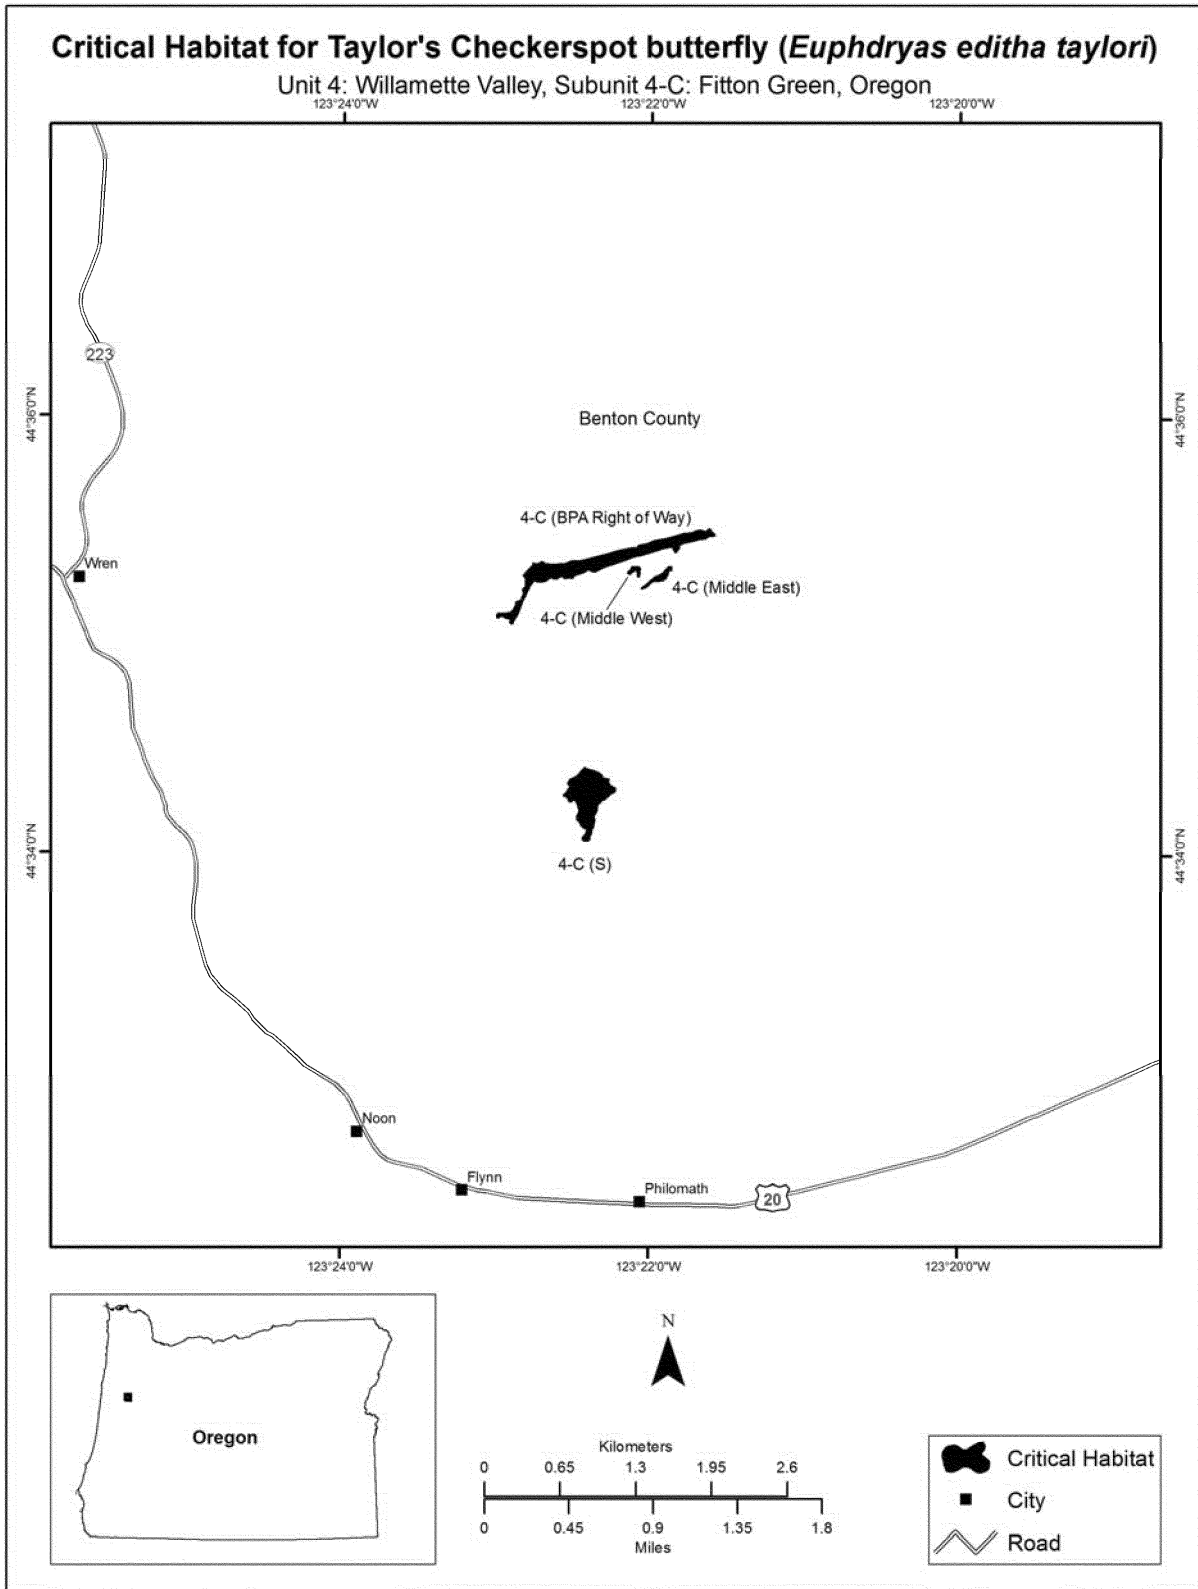 Critical Habitat for Taylor's Checkerspot butterfly (Euphdryas editha taylori)
Unit 4: Willamette Valley, Subunit 4-C: Fitton Green, Oregon
123°24'0"W 123°22'0"W 123°20'0"W
223
44°36'0"N
44°36'0"N
Benton County
4-C (BPA Right of Way)
Wren
4-C (Middle East)
4-C (Middle West)
44°34'0"N
44°34'0"N
4-C (S)
Noon
Flynn
Philomath
20
123°24'0"W 123°22'0"W 123°20'0"W
N
Oregon
Kilometers
0 0.65 1.3 1.95 2.6
0 0.45 0.9 1.35 1.8
Miles
Critical Habitat
City
Road